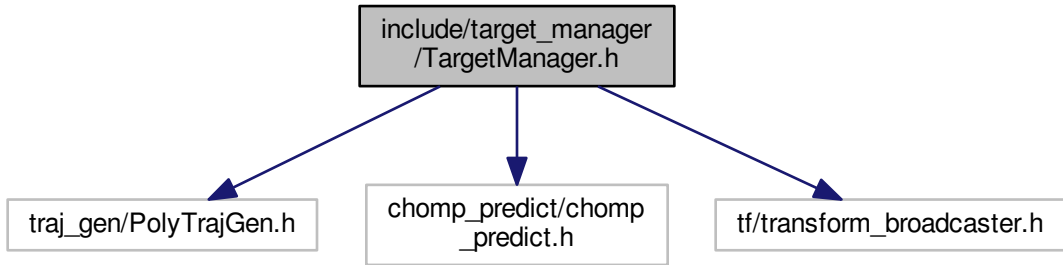 include/target_manager
/TargetManager.h
traj_gen/PolyTrajGen.h
chomp_predict/chomp
_predict.h
tf/transform_broadcaster.h